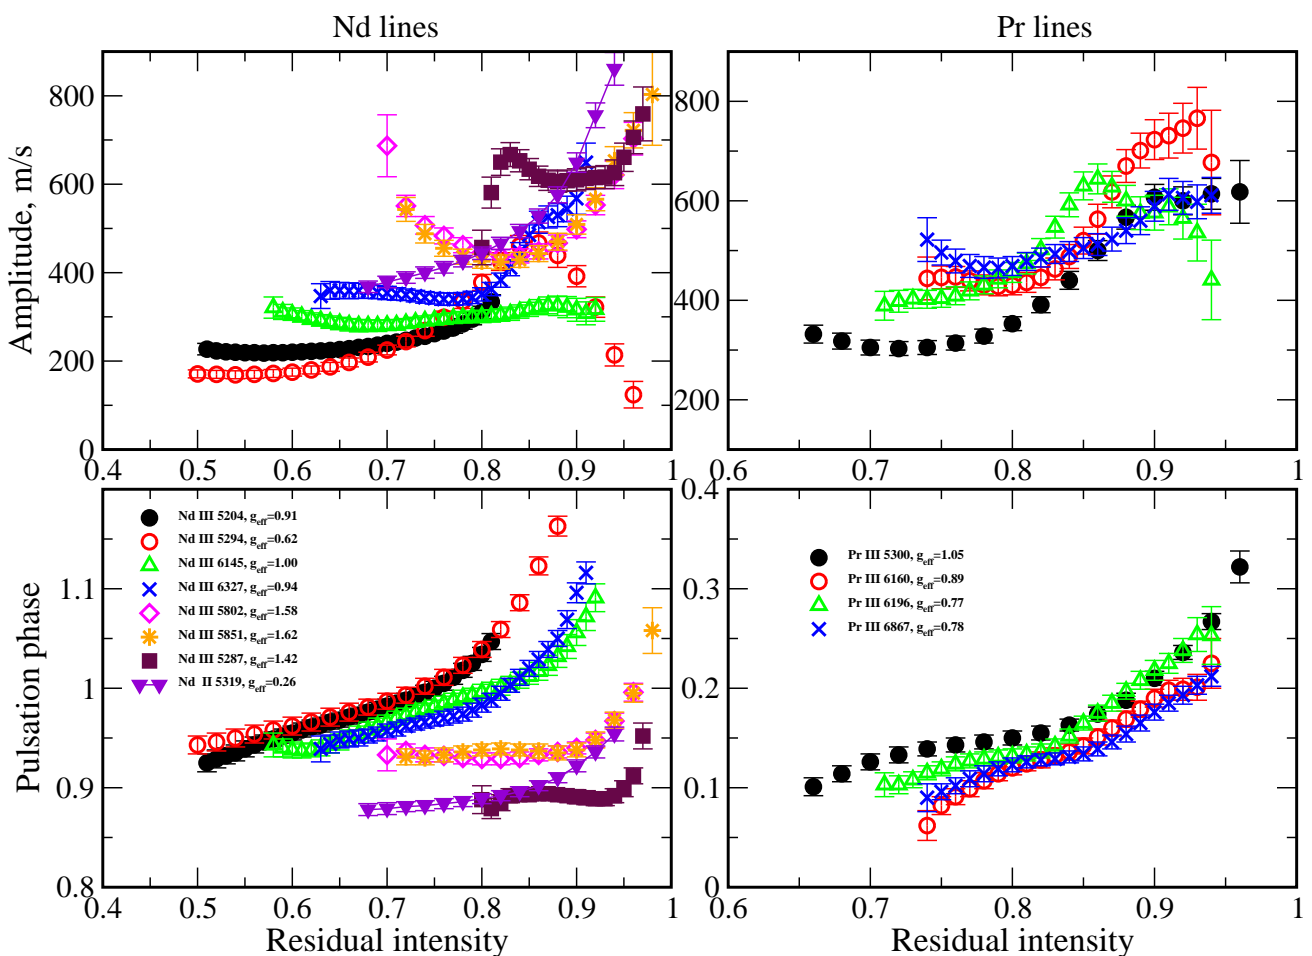 Nd lines
Pr lines
Amplitude, m/s
800
600
400
200
0
0.4 0.5 0.6 0.7 0.8 0.9 1
800
600
400
200
0.6 0.7 0.8 0.9 1
Pulsation phase
1.1
1
0.9
0.8
0.4 0.5 0.6 0.7 0.8 0.9 1
Residual intensity
Nd III 5204, geff=0.91
Nd III 5294, geff=0.62
Nd III 6145, geff=1.00
Nd III 6327, geff=0.94
Nd III 5802, geff=1.58
Nd III 5851, geff=1.62
Nd III 5287, geff=1.42
Nd II 5319, geff=0.26
0.4
0.3
0.2
0.1
0
0.6 0.7 0.8 0.9 1
Residual intensity
Pr III 5300, geff=1.05
Pr III 6160, geff=0.89
Pr III 6196, geff=0.77
Pr III 6867, geff=0.78